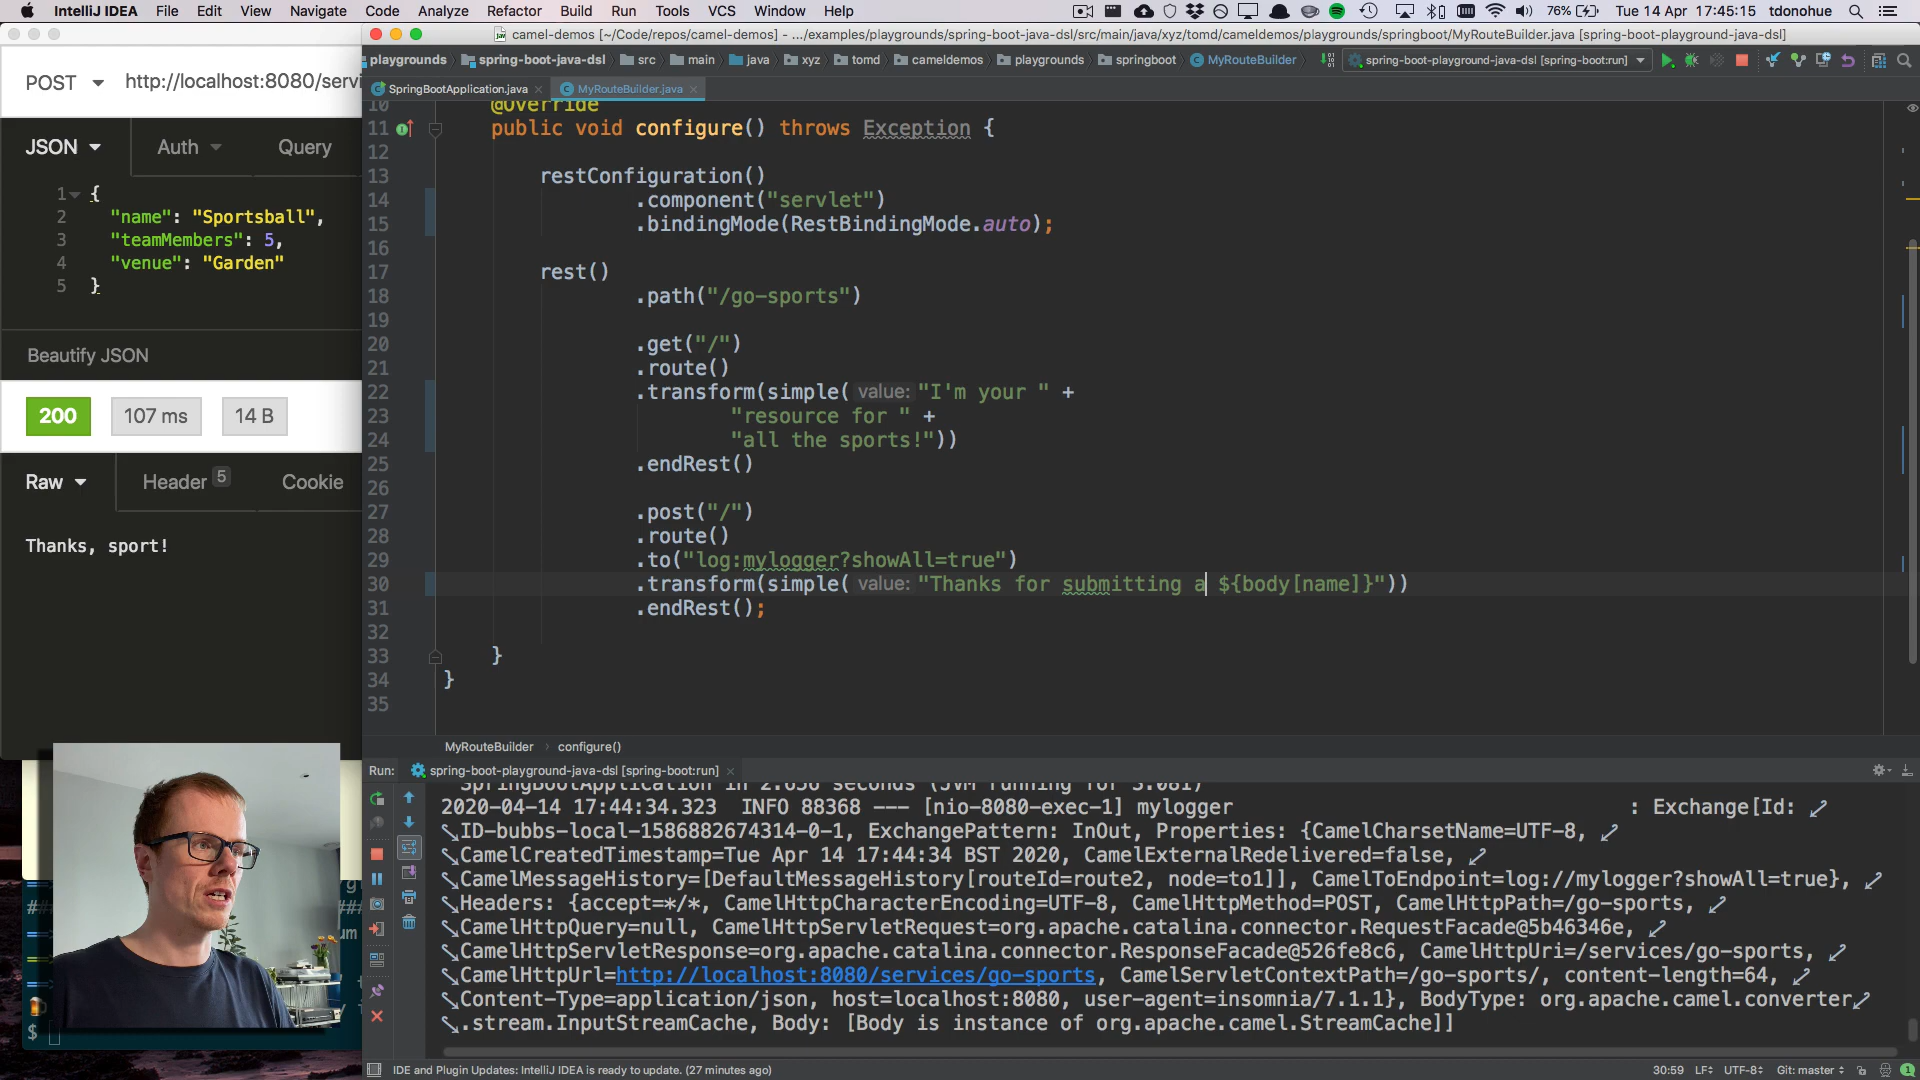 IntelliJ IDEA File Edit View Navigate Code Analyze Refactor Build Run Tools VCS Window Help 76% Tue 14 Apr 17:45:15 tdonohue
camel-demos [~/Code/repos/camel-demos] - .../examples/playgrounds/spring-boot-java-dsl/src/main/java/xyz/tomd/cameldemos/playgrounds/springboot/MyRouteBuilder.java [spring-boot-playground-java-dsl]
playgrounds spring-boot-java-dsl src main java xyz tomd cameldemos playgrounds springboot MyRouteBuilder spring-boot-playground-java-dsl [spring-boot:run]
SpringBootApplication.java MyRouteBuilder.java
POST http://localhost:8080/servi
JSON Auth Query
1 {
2 "name": "Sportsball",
3 "teamMembers": 5,
4 "venue": "Garden"
5 }
Beautify JSON
200 107 ms 14 B
Raw Header 5 Cookie
Thanks, sport!
10 @Override
11 public void configure() throws Exception {
12
13 restConfiguration()
14 .component("servlet")
15 .bindingMode(RestBindingMode.auto);
16
17 rest()
18 .path("/go-sports")
19
20 .get("/")
21 .route()
22 .transform(simple( value: "I'm your " +
23 "resource for " +
24 "all the sports!"))
25 .endRest()
26
27 .post("/")
28 .route()
29 .to("log:mylogger?showAll=true")
30 .transform(simple( value: "Thanks for submitting a ${body[name]}"))
31 .endRest();
32
33 }
34 }
35
MyRouteBuilder › configure()
Run: spring-boot-playground-java-dsl [spring-boot:run]
SpringBootApplication in 2.656 seconds (JVM running for 3.081)
2020-04-14 17:44:34.323 INFO 88368 --- [nio-8080-exec-1] mylogger : Exchange[Id:
ID-bubbs-local-1586882674314-0-1, ExchangePattern: InOut, Properties: {CamelCharsetName=UTF-8,
CamelCreatedTimestamp=Tue Apr 14 17:44:34 BST 2020, CamelExternalRedelivered=false,
CamelMessageHistory=[DefaultMessageHistory[routeId=route2, node=to1]], CamelToEndpoint=log://mylogger?showAll=true},
Headers: {accept=*/*, CamelHttpCharacterEncoding=UTF-8, CamelHttpMethod=POST, CamelHttpPath=/go-sports,
CamelHttpQuery=null, CamelHttpServletRequest=org.apache.catalina.connector.RequestFacade@5b46346e,
CamelHttpServletResponse=org.apache.catalina.connector.ResponseFacade@526fe8c6, CamelHttpUri=/services/go-sports,
CamelHttpUrl=http://localhost:8080/services/go-sports, CamelServletContextPath=/go-sports/, content-length=64,
Content-Type=application/json, host=localhost:8080, user-agent=insomnia/7.1.1}, BodyType: org.apache.camel.converter
.stream.InputStreamCache, Body: [Body is instance of org.apache.camel.StreamCache]]
$
IDE and Plugin Updates: IntelliJ IDEA is ready to update. (27 minutes ago) 30:59 LF UTF-8 Git: master 1